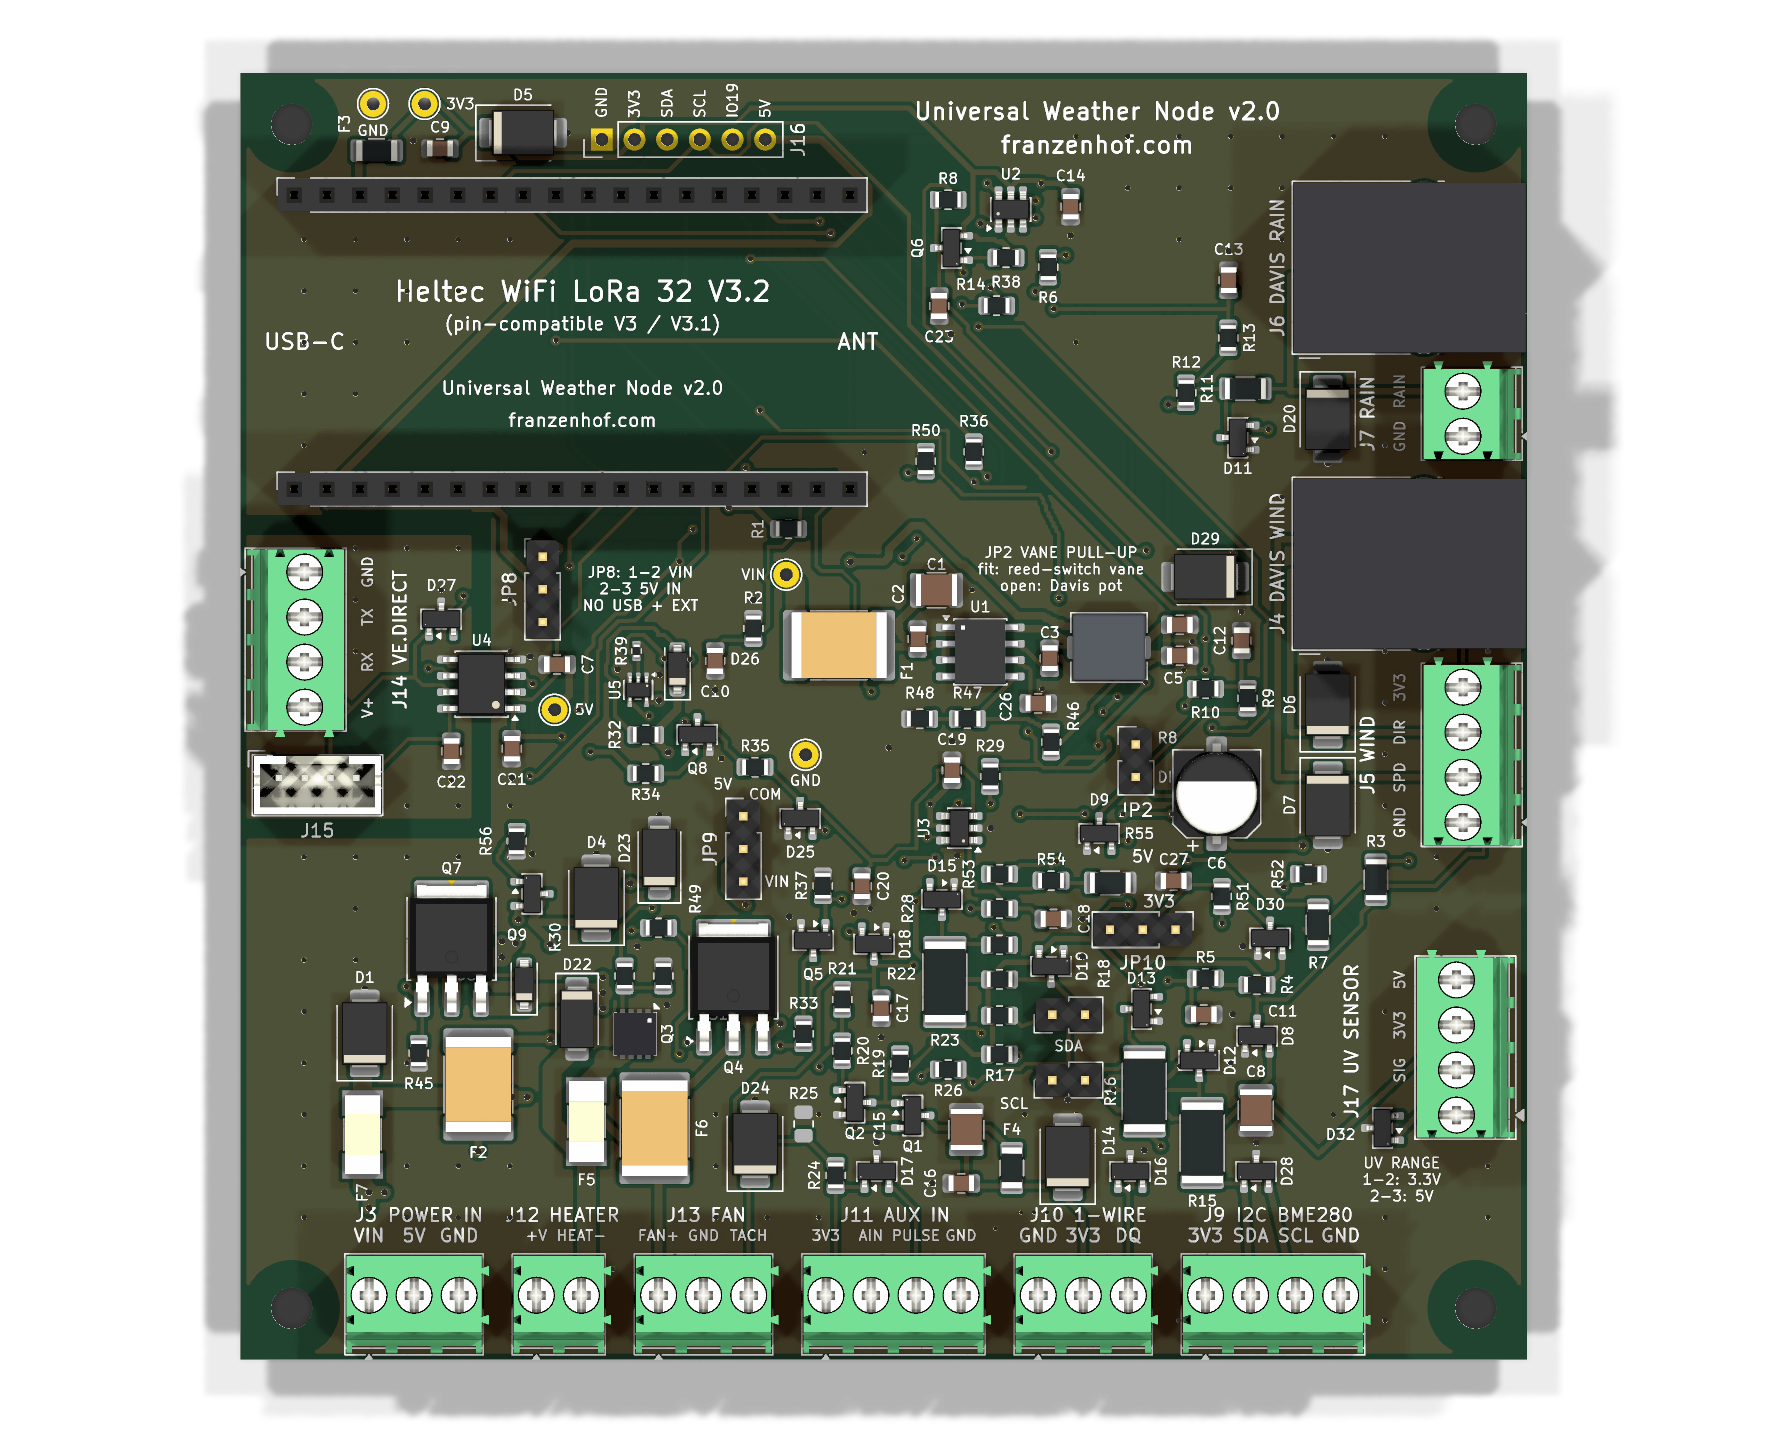 Universal Weather Node v2.0
franzenhof.com
F3
GND
3V3
C9
D5
GND
3V3
SDA
SCL
IO19
5V
J16
R8
U2
C14
Q6
R14
R38
R6
C25
C13
R13
R12
R11
D11
D20
J6 DAVIS RAIN
J7 RAIN
GND RAIN
Heltec WiFi LoRa 32 V3.2
(pin-compatible V3 / V3.1)
USB-C
ANT
Universal Weather Node v2.0
franzenhof.com
R50
R36
R1
J4 DAVIS WIND
D29
JP2 VANE PULL-UP
fit: reed-switch vane
open: Davis pot
GND
TX
RX
V+
J14 VE.DIRECT
D27
U4
JP8
JP8: 1-2 VIN
2-3 5V IN
NO USB + EXT
C7
5V
C22
C21
J15
VIN
R2
R39
U5
C10
D26
R32
Q8
R34
R35
GND
F1
C2
C1
U1
C3
C5
C12
R48
R47
C26
R46
R10
R9
C19
R29
R8
JP2
C6
+
D6
D7
J5 WIND
3V3
DIR
SPD
GND
R3
R56
Q7
Q9
R30
D4
D23
R49
5V
COM
VIN
JP9
D25
R37
C20
J3
D15
R53
R28
D18
Q5
R54
D9
R55
5V
C27
3V3
C18
JP10
R51
R52
D30
R7
R5
R4
D1
R45
F2
F7
D22
Q3
F5
F6
Q4
R33
R21
R22
C17
R20
R19
R23
R26
R17
D10
R18
D13
SDA
SCL
R16
D12
C11
D8
C8
D24
R25
R24
Q2
C15
Q1
D17
C16
F4
D14
D16
R15
D28
J17 UV SENSOR
5V
3V3
SIG
D32
UV RANGE
1-2: 3.3V
2-3: 5V
J3 POWER IN
VIN 5V GND
J12 HEATER
+V HEAT-
J13 FAN
FAN+ GND TACH
J11 AUX IN
3V3 AIN PULSE GND
J10 1-WIRE
GND 3V3 DQ
J9 I2C BME280
3V3 SDA SCL GND